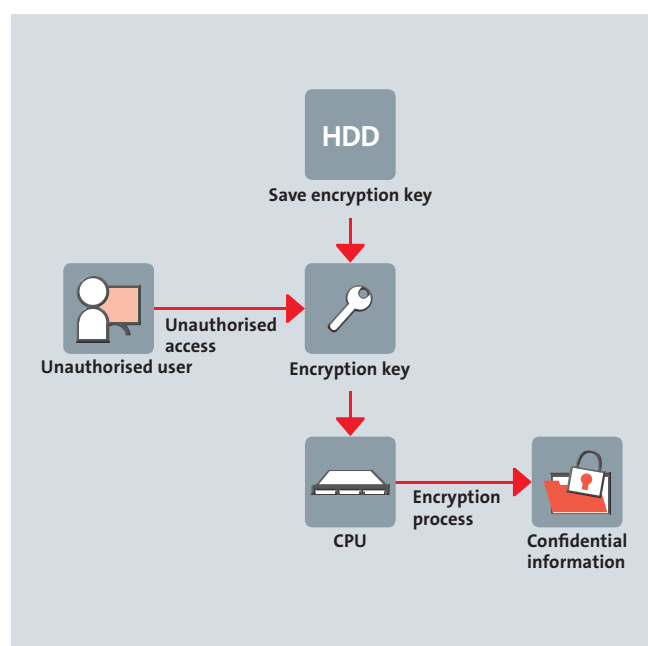 HDD
Save encryption key
Unauthorised
access
Unauthorised user
Encryption key
Encryption
process
CPU
Confidential
information